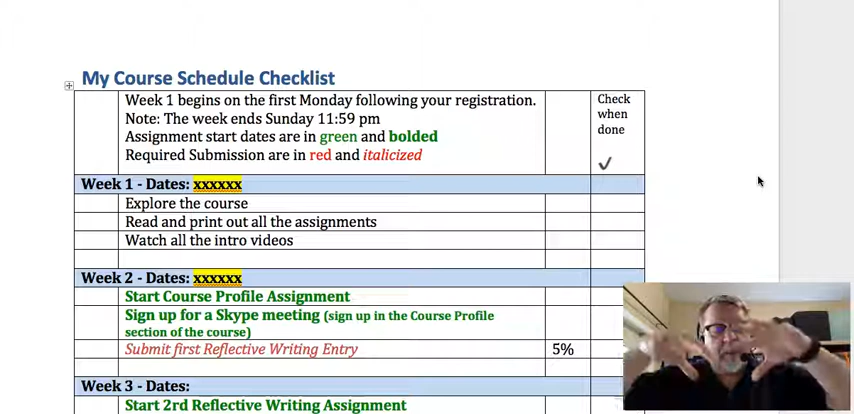 My Course Schedule Checklist
Week 1 begins on the first Monday following your registration.
Note: The week ends Sunday 11:59 pm
Assignment start dates are in green and bolded
Required Submission are in red and italicized
Check
when
done
✓
Week 1 - Dates: xxxxxx
Explore the course
Read and print out all the assignments
Watch all the intro videos
Week 2 - Dates: xxxxxx
Start Course Profile Assignment
Sign up for a Skype meeting (sign up in the Course Profile
section of the course)
Submit first Reflective Writing Entry 5%
Week 3 - Dates:
Start 2rd Reflective Writing Assignment